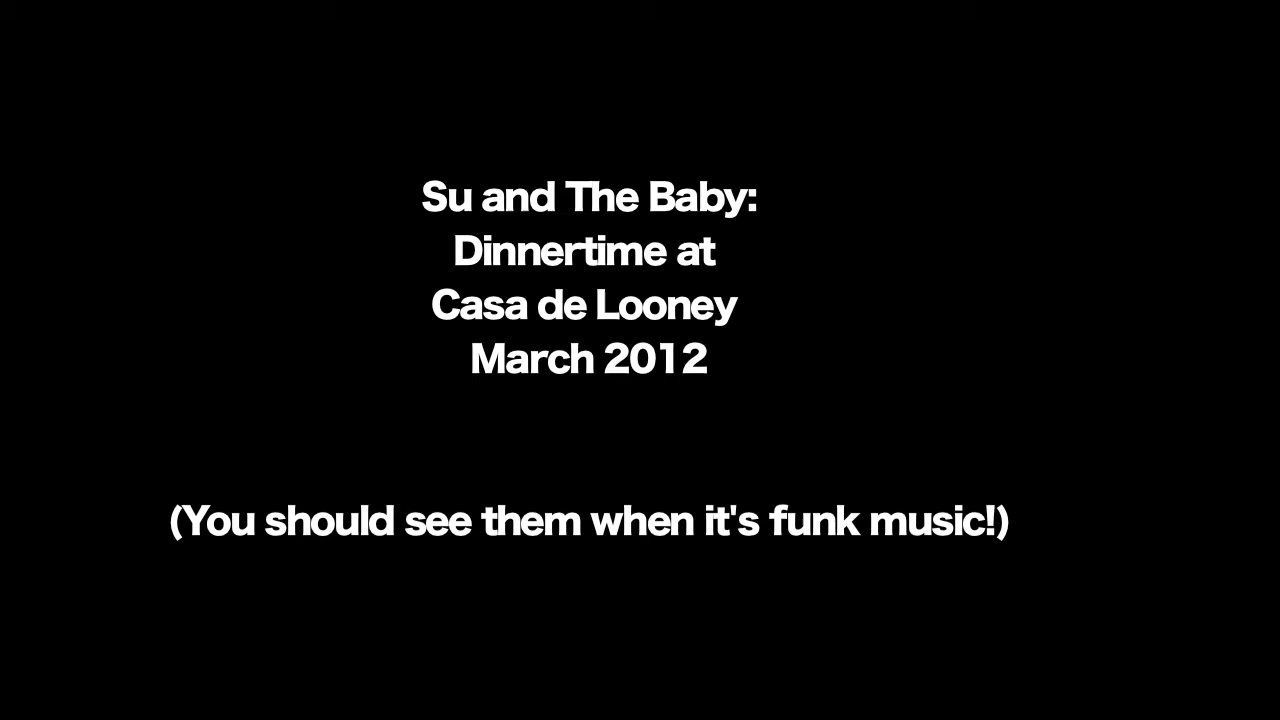 Su and The Baby:
Dinnertime at
Casa de Looney
March 2012
(You should see them when it's funk music!)